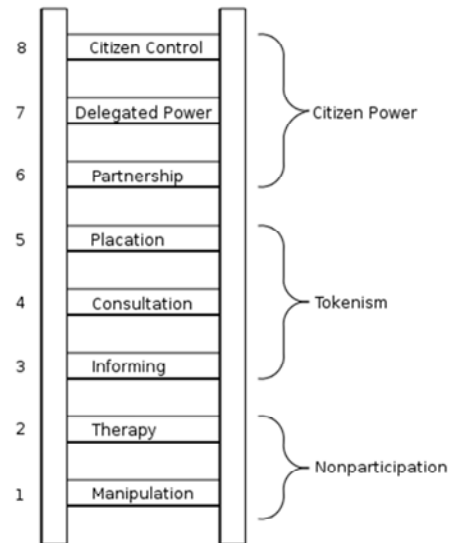 8 Citizen Control
7 Delegated Power
Citizen Power
6 Partnership
5 Placation
4 Consultation
Tokenism
3 Informing
2 Therapy
Nonparticipation
1 Manipulation